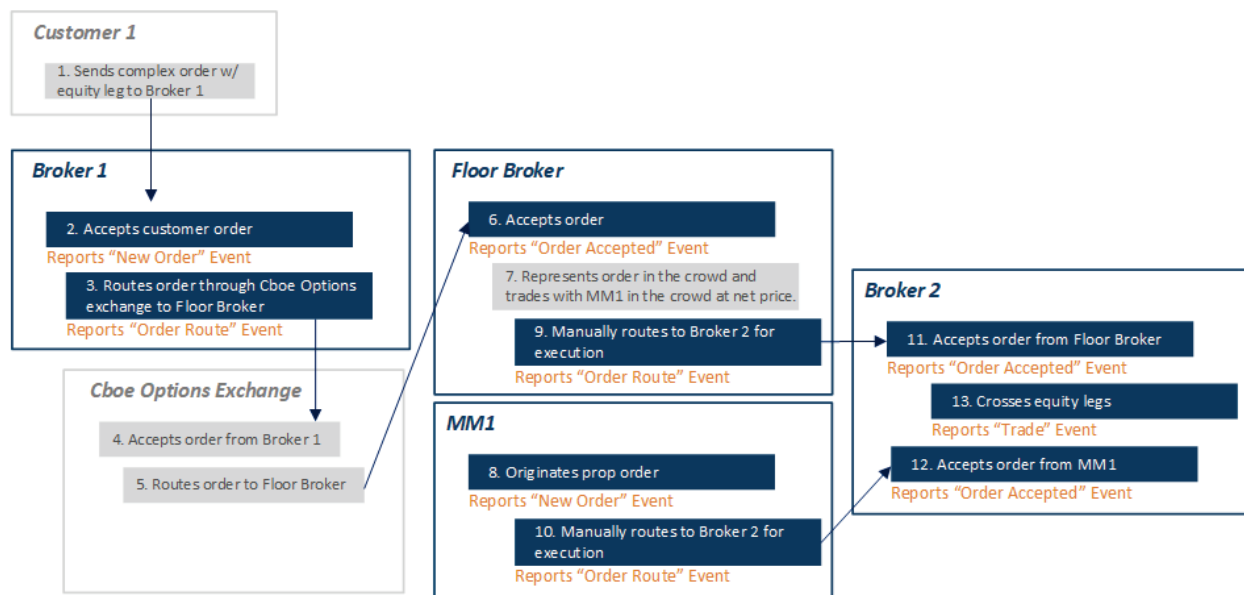 Customer 1
1. Sends complex order w/
equity leg to Broker 1
Broker 1
2. Accepts customer order
Reports “New Order” Event
3. Routes order through Cboe Options
exchange to Floor Broker
Reports “Order Route” Event
Cboe Options Exchange
4. Accepts order from Broker 1
5. Routes order to Floor Broker
Floor Broker
6. Accepts order
Reports “Order Accepted” Event
7. Represents order in the crowd and
trades with MM1 in the crowd at net price.
9. Manually routes to Broker 2 for
execution
Reports “Order Route” Event
MM1
8. Originates prop order
Reports “New Order” Event
10. Manually routes to Broker 2 for
execution
Reports “Order Route” Event
Broker 2
11. Accepts order from Floor Broker
Reports “Order Accepted” Event
13. Crosses equity legs
Reports “Trade” Event
12. Accepts order from MM1
Reports “Order Accepted” Event